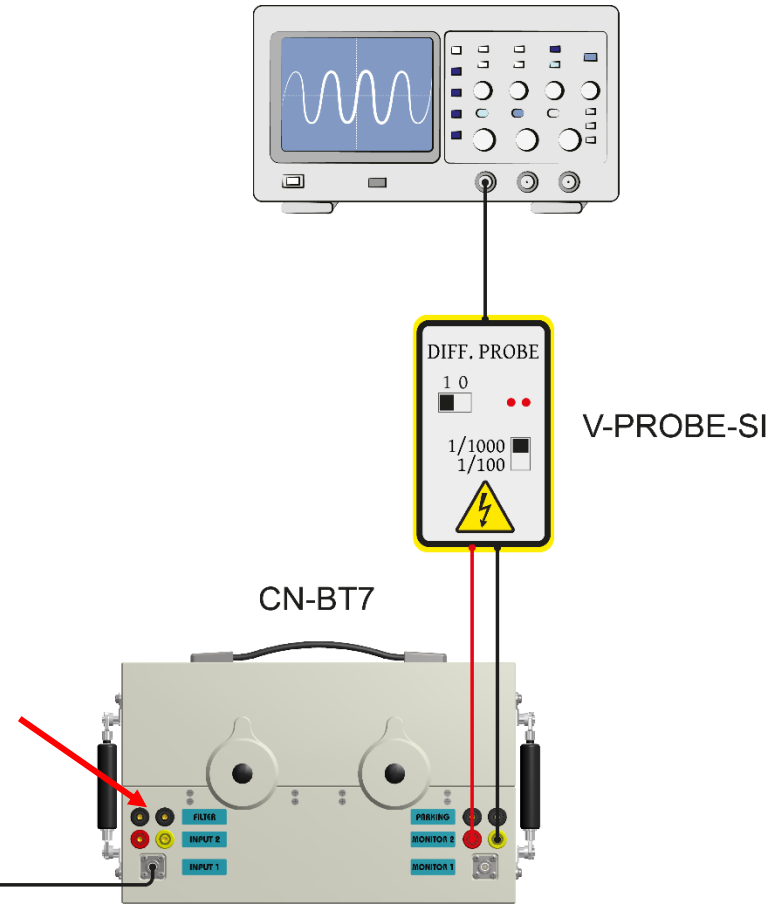 DIFF. PROBE
1 0
1/1000
1/100
V-PROBE-SI
CN-BT7
FILTER
PARKING
INPUT 2
MONITOR 2
INPUT 1
MONITOR 1